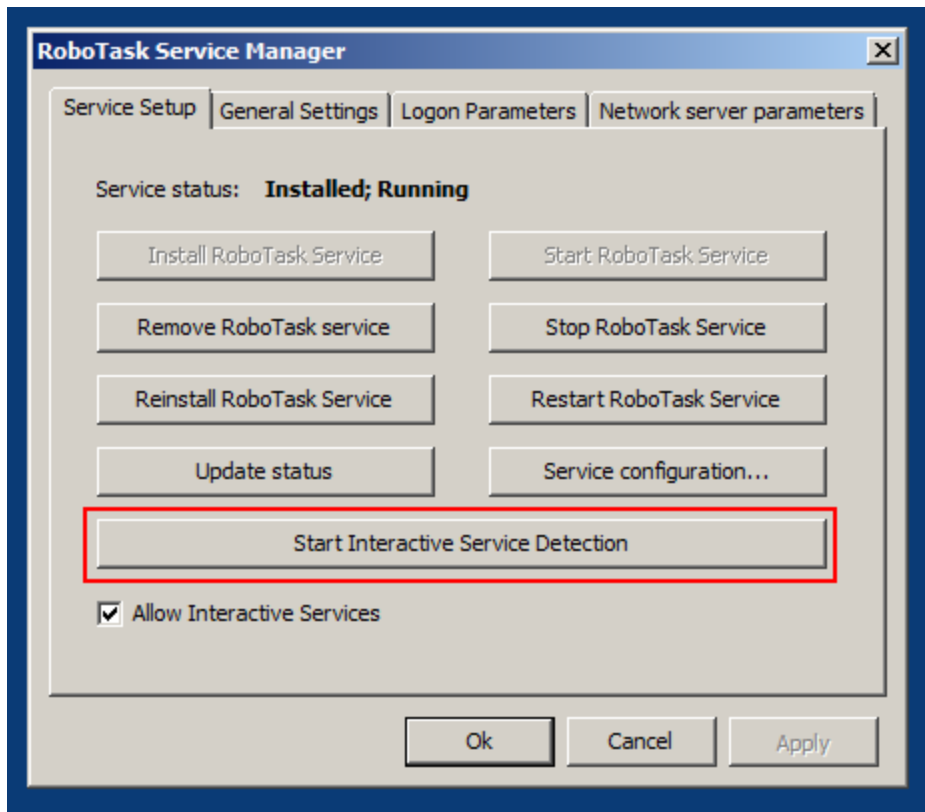 RoboTask Service Manager
Service Setup General Settings Logon Parameters Network server parameters
Service status: Installed; Running
Install RoboTask Service Start RoboTask Service
Remove RoboTask service Stop RoboTask Service
Reinstall RoboTask Service Restart RoboTask Service
Update status Service configuration...
Start Interactive Service Detection
Allow Interactive Services
Ok Cancel Apply